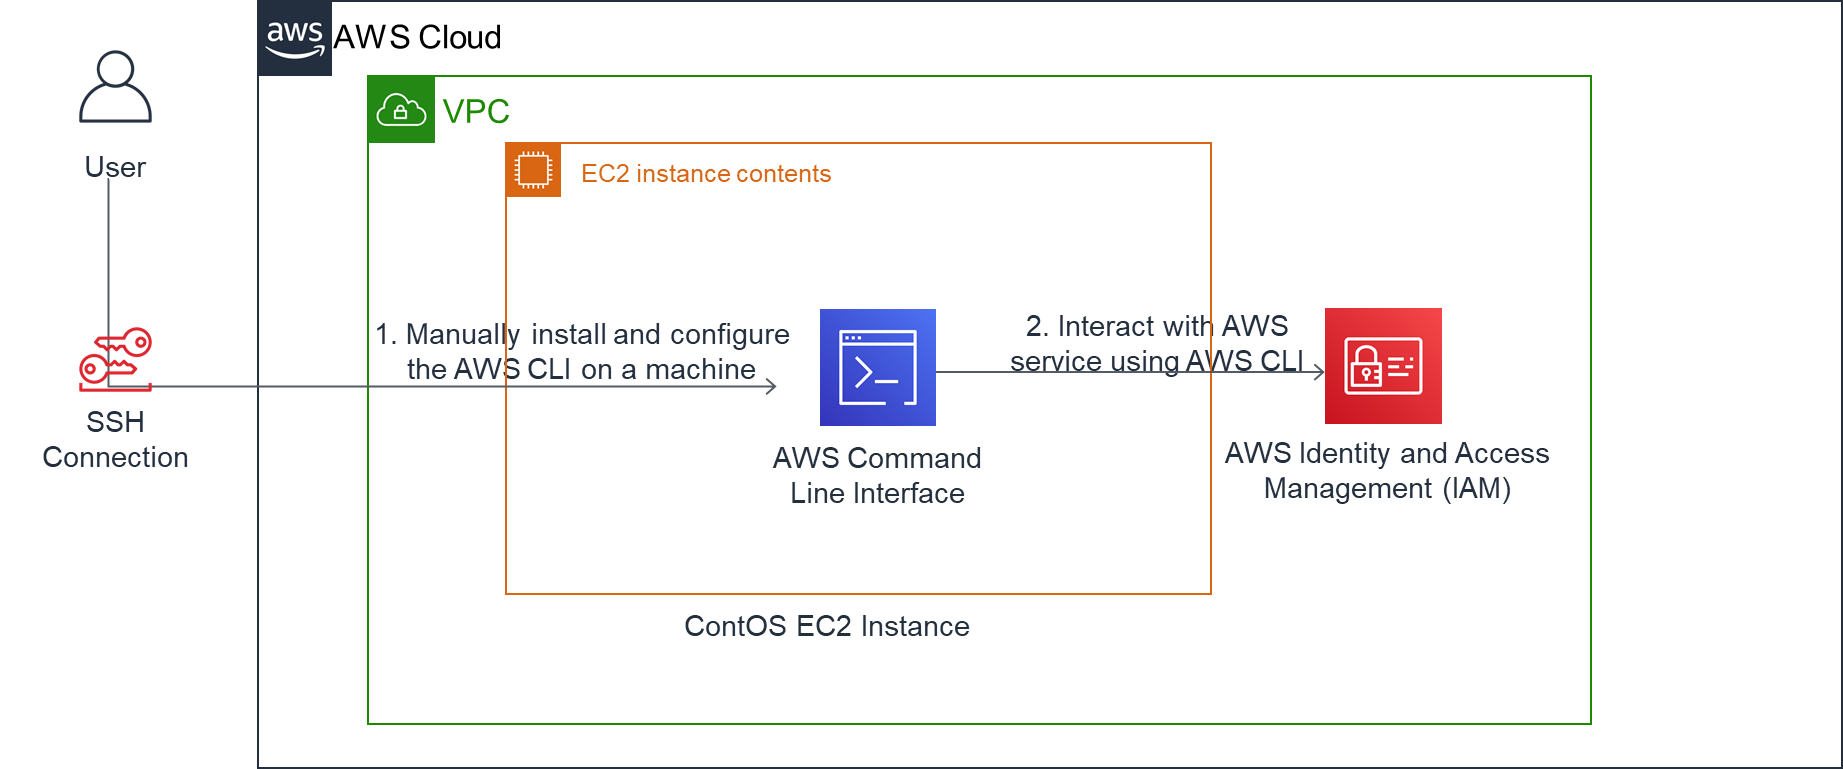 aws
AWS Cloud
VPC
EC2 instance contents
User
1. Manually install and configure
the AWS CLI on a machine
2. Interact with AWS
service using AWS CLI
SSH
Connection
AWS Command
Line Interface
AWS Identity and Access
Management (IAM)
ContOS EC2 Instance